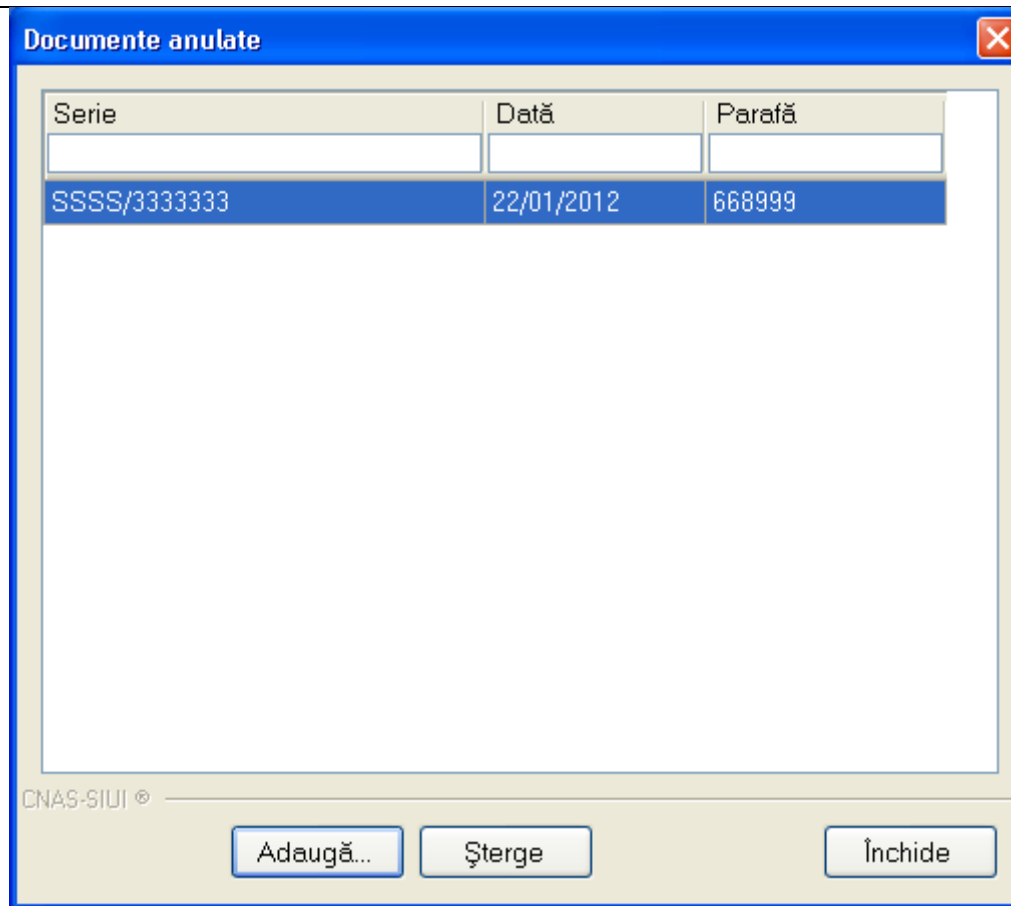 Documente anulate
Serie Dată Parafă
SSSS/3333333 22/01/2012 668999
CNAS-SIUI ®
Adaugă... Şterge Închide